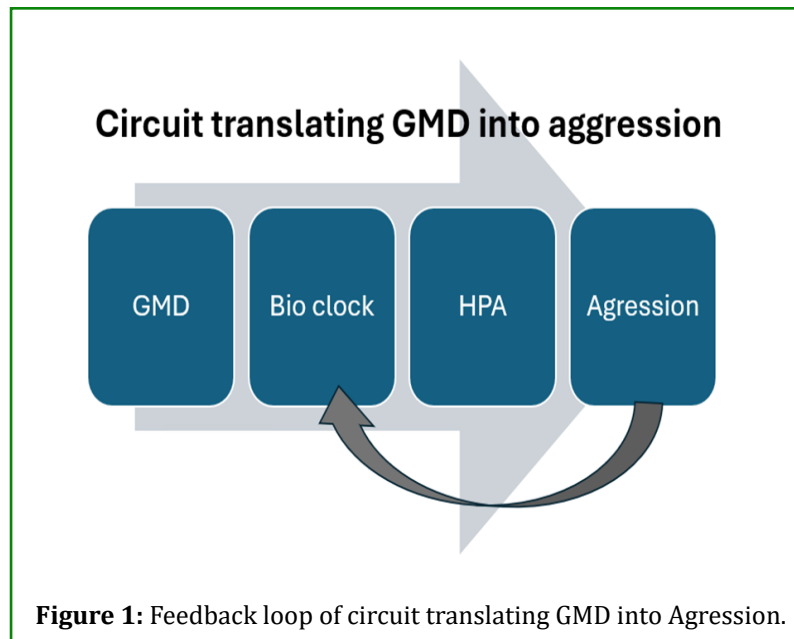 Circuit translating GMD into aggression
GMD
Bio clock
HPA
Agression
Figure 1: Feedback loop of circuit translating GMD into Agression.